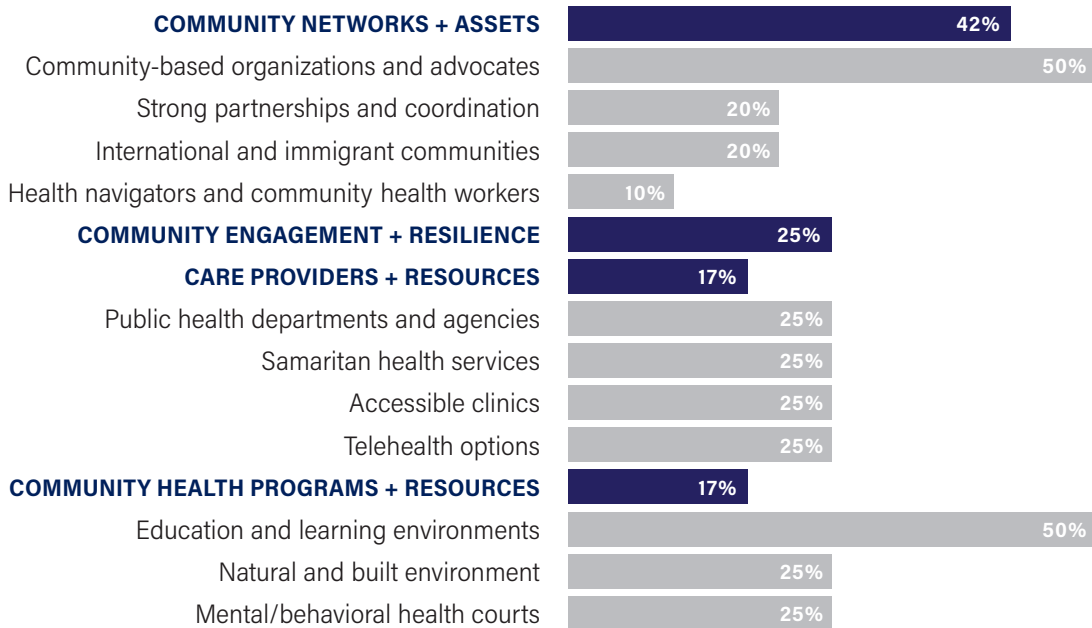 COMMUNITY NETWORKS + ASSETS 42%
Community-based organizations and advocates 50%
Strong partnerships and coordination 20%
International and immigrant communities 20%
Health navigators and community health workers 10%
COMMUNITY ENGAGEMENT + RESILIENCE 25%
CARE PROVIDERS + RESOURCES 17%
Public health departments and agencies 25%
Samaritan health services 25%
Accessible clinics 25%
Telehealth options 25%
COMMUNITY HEALTH PROGRAMS + RESOURCES 17%
Education and learning environments 50%
Natural and built environment 25%
Mental/behavioral health courts 25%